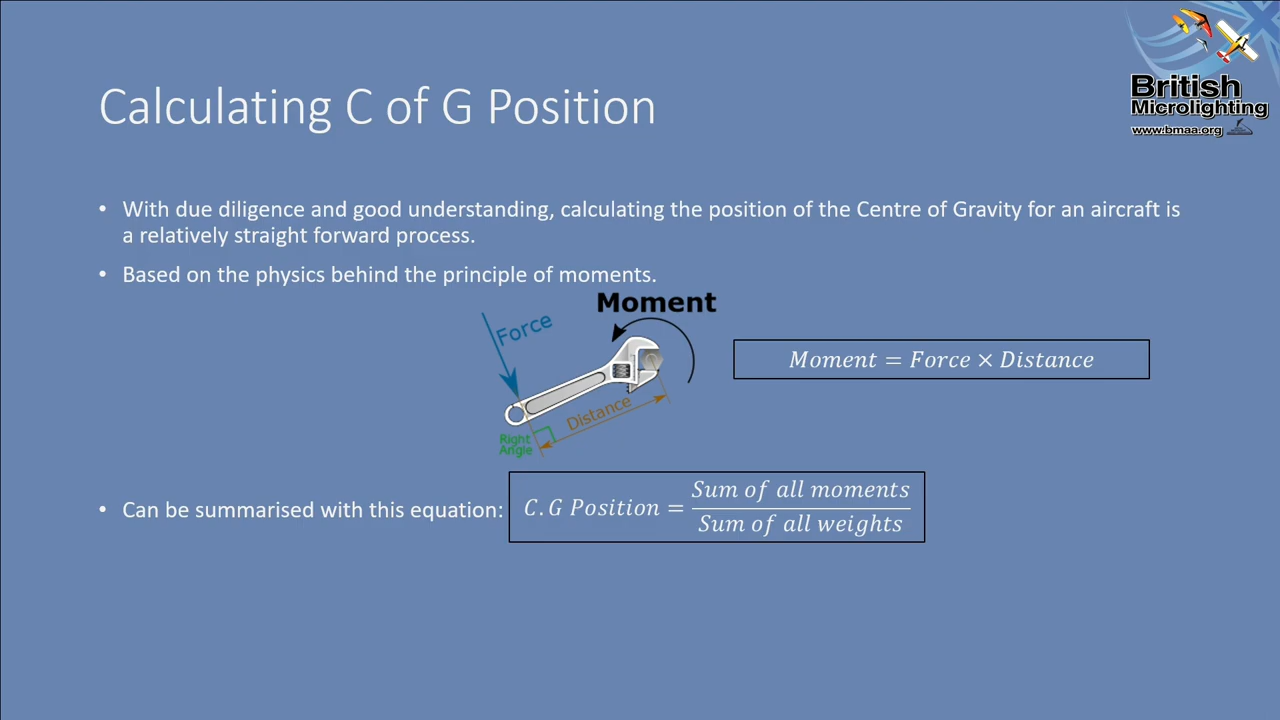 British
Microlighting
www.bmaa.org
Calculating C of G Position
• With due diligence and good understanding, calculating the position of the Centre of Gravity for an aircraft is
a relatively straight forward process.
• Based on the physics behind the principle of moments.
Moment
Force
Distance
Right
Angle
Moment = Force × Distance
• Can be summarised with this equation:
C.G Position = Sum of all moments
Sum of all weights